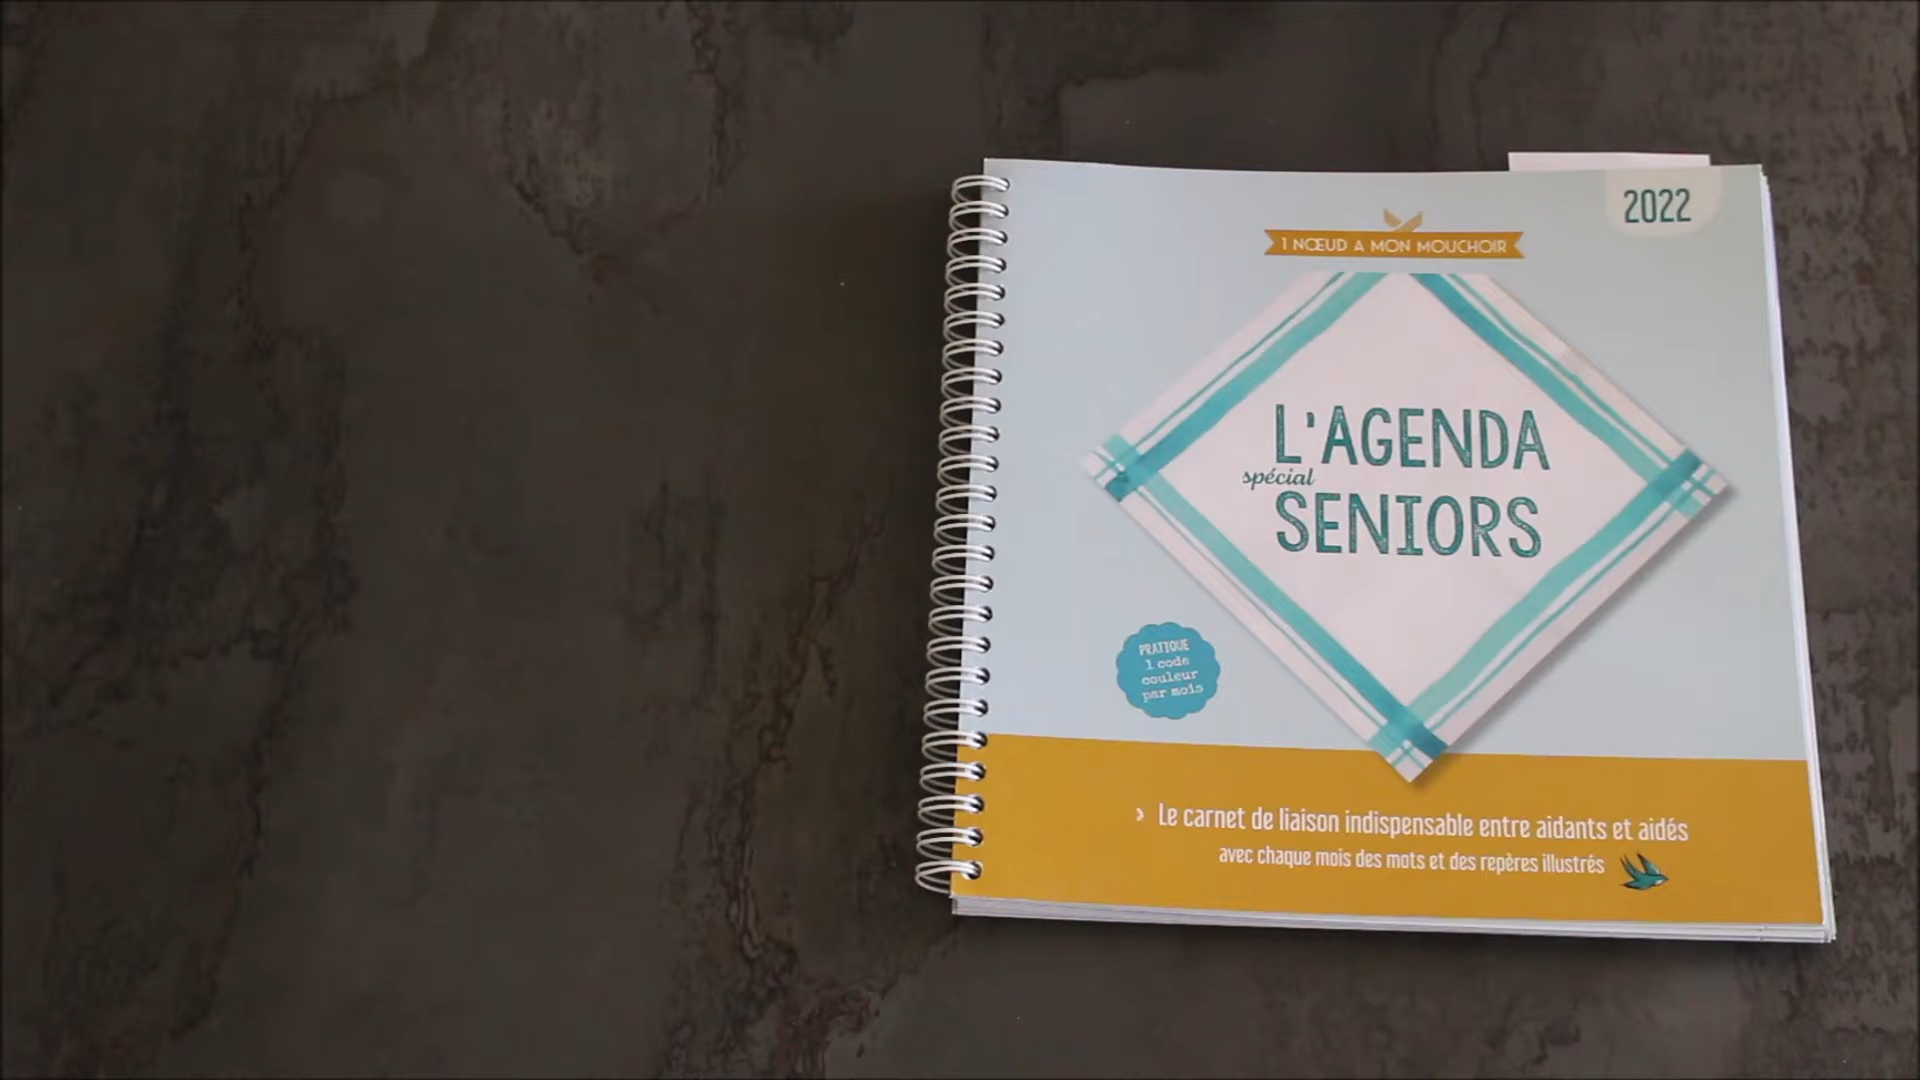 2022
1 NŒUD A MON MOUCHOIR
L'AGENDA
spécial
SENIORS
PRATIQUE
1 code
couleur
par mois
› Le carnet de liaison indispensable entre aidants et aidés
avec chaque mois des mots et des repères illustrés